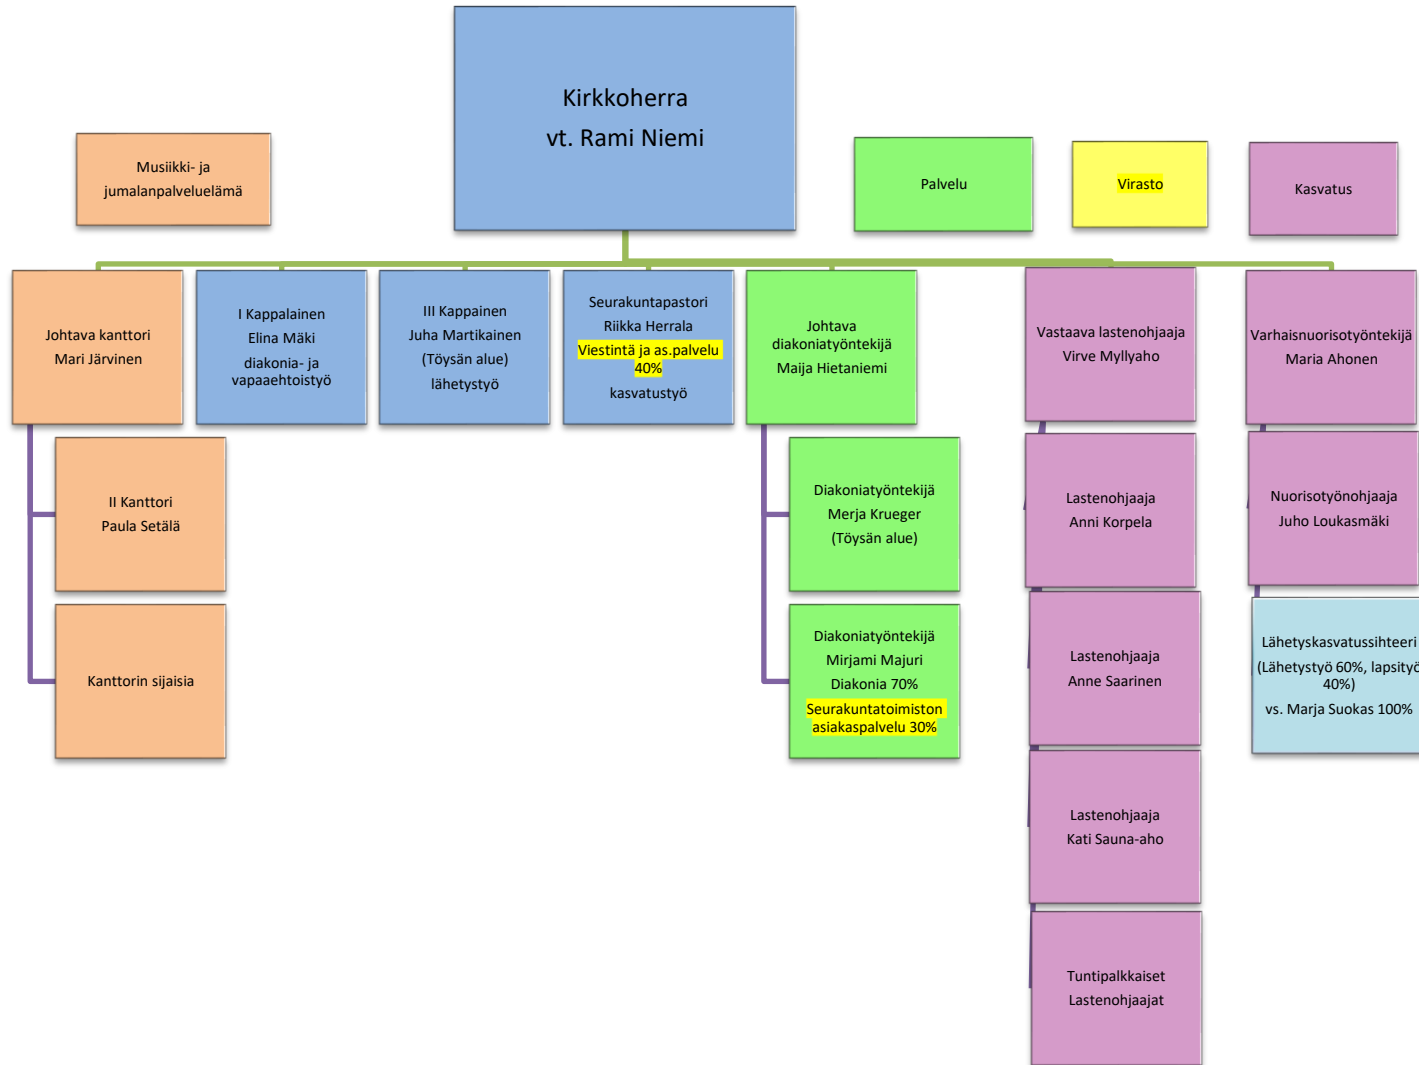 Kirkkoherra
vt. Rami Niemi
Musiikki- ja
jumalanpalveluelämä
Palvelu
Virasto
Kasvatus
Johtava kanttori
Mari Järvinen
I Kappalainen
Elina Mäki
diakonia- ja
vapaaehtoistyö
III Kappainen
Juha Martikainen
(Töysän alue)
lähetystyö
Seurakuntapastori
Riikka Herrala
Viestintä ja as.palvelu
40%
kasvatustyö
Johtava
diakoniatyöntekijä
Maija Hietaniemi
Vastaava lastenohjaaja
Virve Myllyaho
Varhaisnuorisotyöntekijä
Maria Ahonen
II Kanttori
Paula Setälä
Diakoniatyöntekijä
Merja Krueger
(Töysän alue)
Lastenohjaaja
Anni Korpela
Nuorisotyönohjaaja
Juho Loukasmäki
Kanttorin sijaisia
Diakoniatyöntekijä
Mirjami Majuri
Diakonia 70%
Seurakuntatoimiston
asiakaspalvelu 30%
Lastenohjaaja
Anne Saarinen
Lähetyskasvatussihteeri
(Lähetystyö 60%, lapsityö
40%)
vs. Marja Suokas 100%
Lastenohjaaja
Kati Sauna-aho
Tuntipalkkaiset
Lastenohjaajat